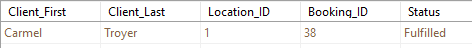 Client_First Client_Last Location_ID Booking_ID Status
Carmel Troyer 1 38 Fulfilled